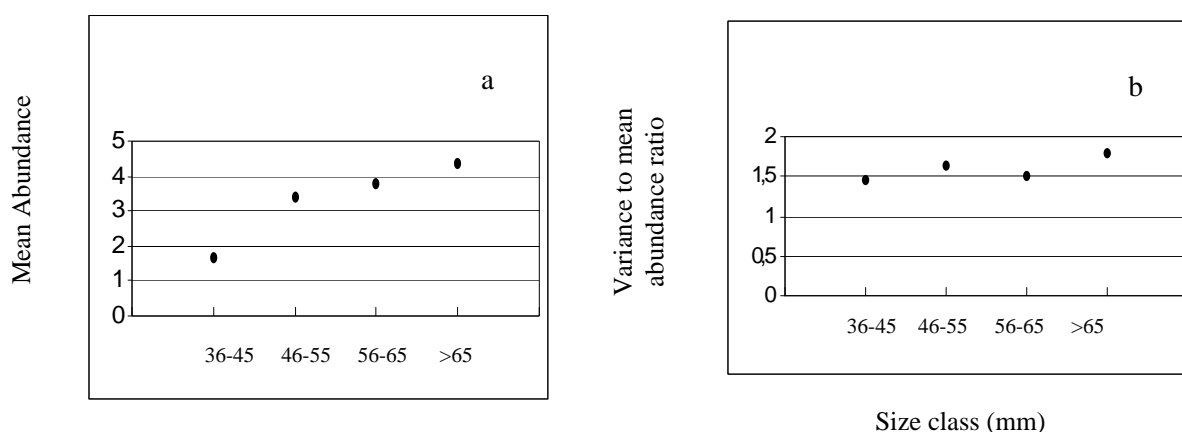 a
Mean Abundance
5
4
3
2
1
0
36-45 46-55 56-65 >65
b
Variance to mean
abundance ratio
2
1,5
1
0,5
0
36-45 46-55 56-65 >65
Size class (mm)